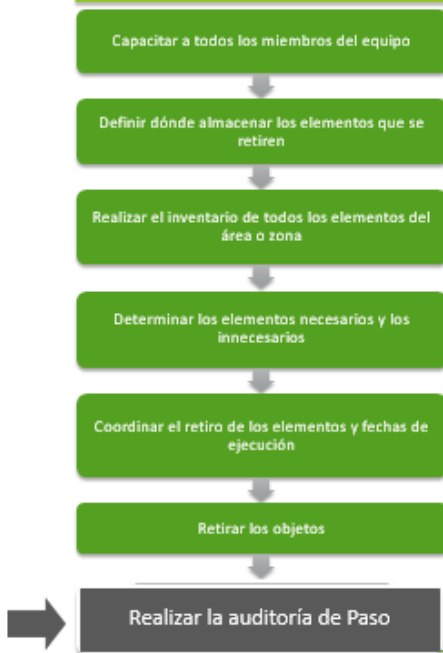 Capacitar a todos los miembros del equipo
Definir dónde almacenar los elementos que se
retiren
Realizar el inventario de todos los elementos del
área o zona
Determinar los elementos necesarios y los
innecesarios
Coordinar el retiro de los elementos y fechas de
ejecución
Retirar los objetos
Realizar la auditoría de Paso